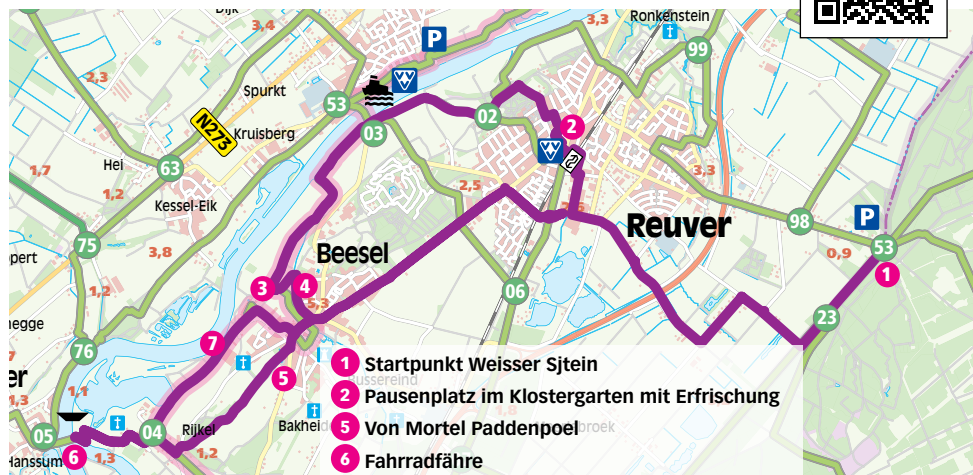 Dijk
3,4
3,3
Ronkenstein
P
99
2,3
Spurkt
53
N273
Kruisberg
03
02
2
Hei
63
1,7
1,2
Kessel-Eik
2,5
3,3
98
P
Reuver
75
3,8
Beesel
0,9
53
1
1,2
3
4
5,3
06
23
76
7
5
1,1
1,3
05
6
04
Rijkel
1,3
1,2
1,8
1 Startpunkt Weisser Sjtein
2 Pausenplatz im Klostergarten mit Erfrischung
5 Von Mortel Paddenpoel
6 Fahrradfähre